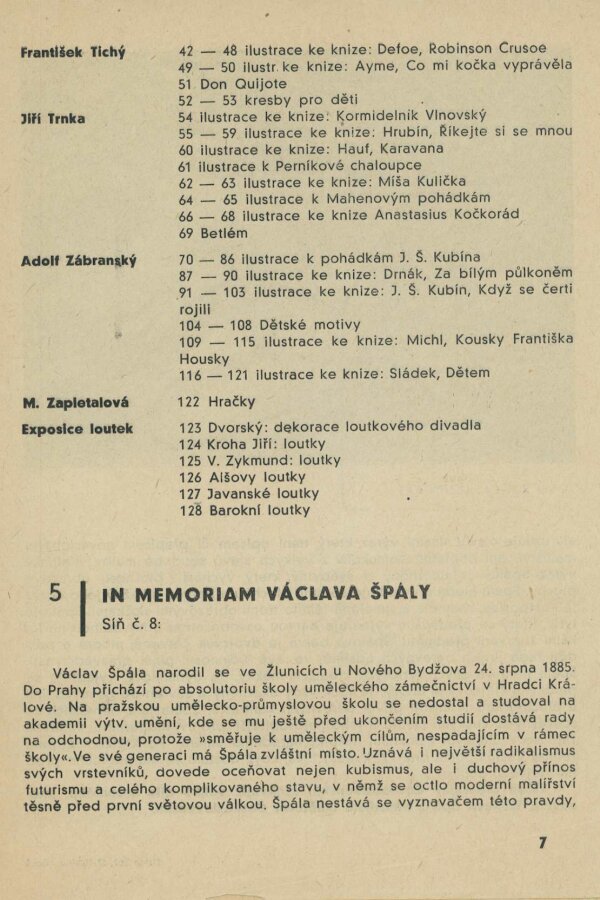 František Tichý 42 — 48 ilustrace ke knize: Defoe, Robinson Crusoe
49 — 50 ilustr. ke knize: Ayme, Co mi kočka vyprávěla
51 Don Quijote
52 — 53 kresby pro děti
Jiří Trnka 54 ilustrace ke knize: Kormidelník Vlnovský
55 — 59 ilustrace ke knize: Hrubín, Říkejte si se mnou
60 ilustrace ke knize: Hauf, Karavana
61 ilustrace k Perníkové chaloupce
62 — 63 ilustrace ke knize: Míša Kulička
64 — 65 ilustrace k Mahenovým pohádkám
66 — 68 ilustrace ke knize Anastasius Kočkorád
69 Betlém
Adolf Zábranský 70 — 86 ilustrace k pohádkám J. Š. Kubína
87 — 90 ilustrace ke knize: Drnák, Za bílým půlkoněm
91 — 103 ilustrace ke knize: J. Š. Kubín, Když se čerti
rojili
104 — 108 Dětské motivy
109 — 115 ilustrace ke knize: Michl, Kousky Františka
Housky
116 — 121 ilustrace ke knize: Sládek, Dětem
M. Zapletalová 122 Hračky
Exposice loutek 123 Dvorský: dekorace loutkového divadla
124 Kroha Jiří: loutky
125 V. Zykmund: loutky
126 Alšovy loutky
127 Javanské loutky
128 Barokní loutky
5 IN MEMORIAM VÁCLAVA ŠPÁLY
Síň č. 8:
Václav Špála narodil se ve Žlunicích u Nového Bydžova 24. srpna 1885.
Do Prahy přichází po absolutoriu školy uměleckého zámečnictví v Hradci Krá-
lové. Na pražskou umělecko-průmyslovou školu se nedostal a studoval na
akademii výtv. umění, kde se mu ještě před ukončením studií dostává rady
na odchodnou, protože »směřuje k uměleckým cílům, nespadajícím v rámec
školy«. Ve své generaci má Špála zvláštní místo. Uznává i největší radikalismus
svých vrstevníků, dovede oceňovat nejen kubismus, ale i duchový přínos
futurismu a celého komplikovaného stavu, v němž se octlo moderní malířství
těsně před první světovou válkou. Špála nestává se vyznavačem této pravdy,
7